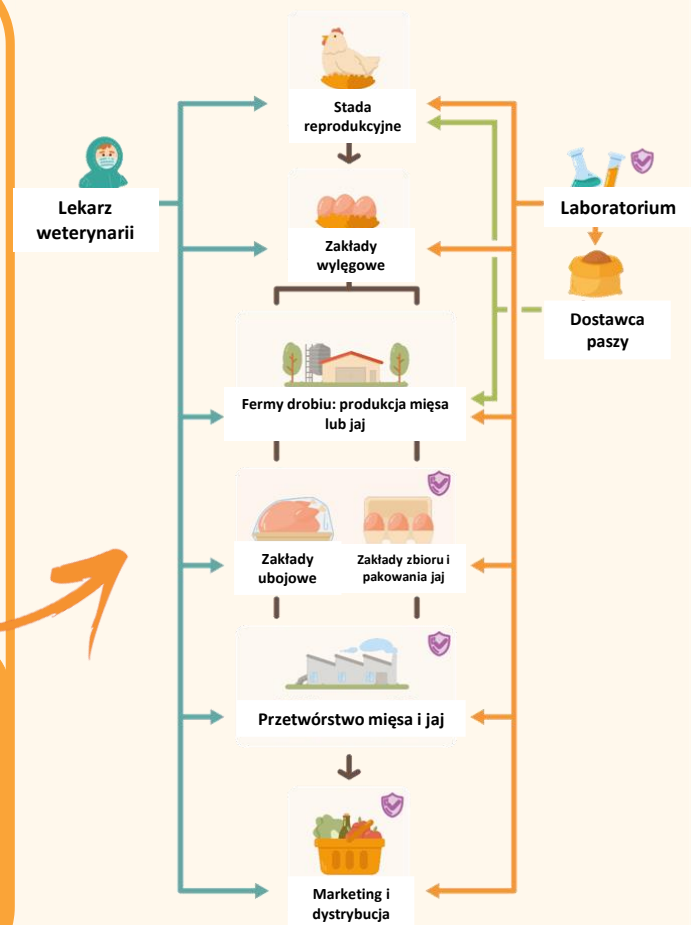 Stada
reprodukcyjne
Lekarz
weterynarii
Laboratorium
Zakłady
wylęgowe
Dostawca
paszy
Fermy drobiu: produkcja mięsa
lub jaj
Zakłady
ubojowe
Zakłady zbioru i
pakowania jaj
Przetwórstwo mięsa i jaj
Marketing i
dystrybucja